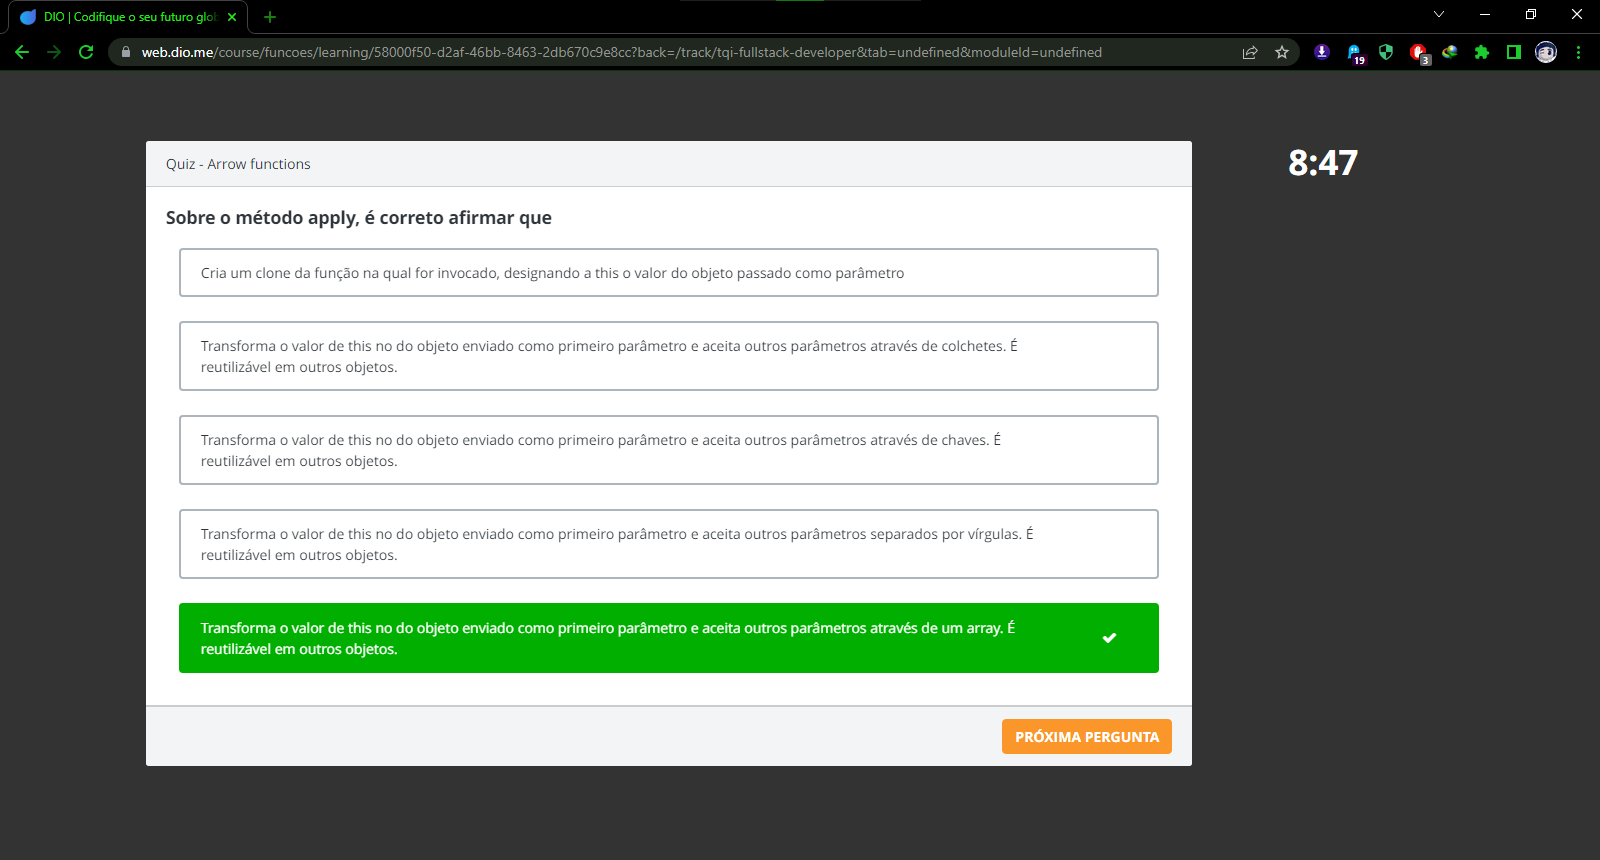 DIO | Codifique o seu futuro glob
web.dio.me/course/funcoes/learning/58000f50-d2af-46bb-8463-2db670c9e8cc?back=/track/tqi-fullstack-developer&tab=undefined&moduleId=undefined
19
3
Quiz - Arrow functions
8:47
Sobre o método apply, é correto afirmar que
Cria um clone da função na qual for invocado, designando a this o valor do objeto passado como parâmetro
Transforma o valor de this no do objeto enviado como primeiro parâmetro e aceita outros parâmetros através de colchetes. É
reutilizável em outros objetos.
Transforma o valor de this no do objeto enviado como primeiro parâmetro e aceita outros parâmetros através de chaves. É
reutilizável em outros objetos.
Transforma o valor de this no do objeto enviado como primeiro parâmetro e aceita outros parâmetros separados por vírgulas. É
reutilizável em outros objetos.
Transforma o valor de this no do objeto enviado como primeiro parâmetro e aceita outros parâmetros através de um array. É
reutilizável em outros objetos.
PRÓXIMA PERGUNTA